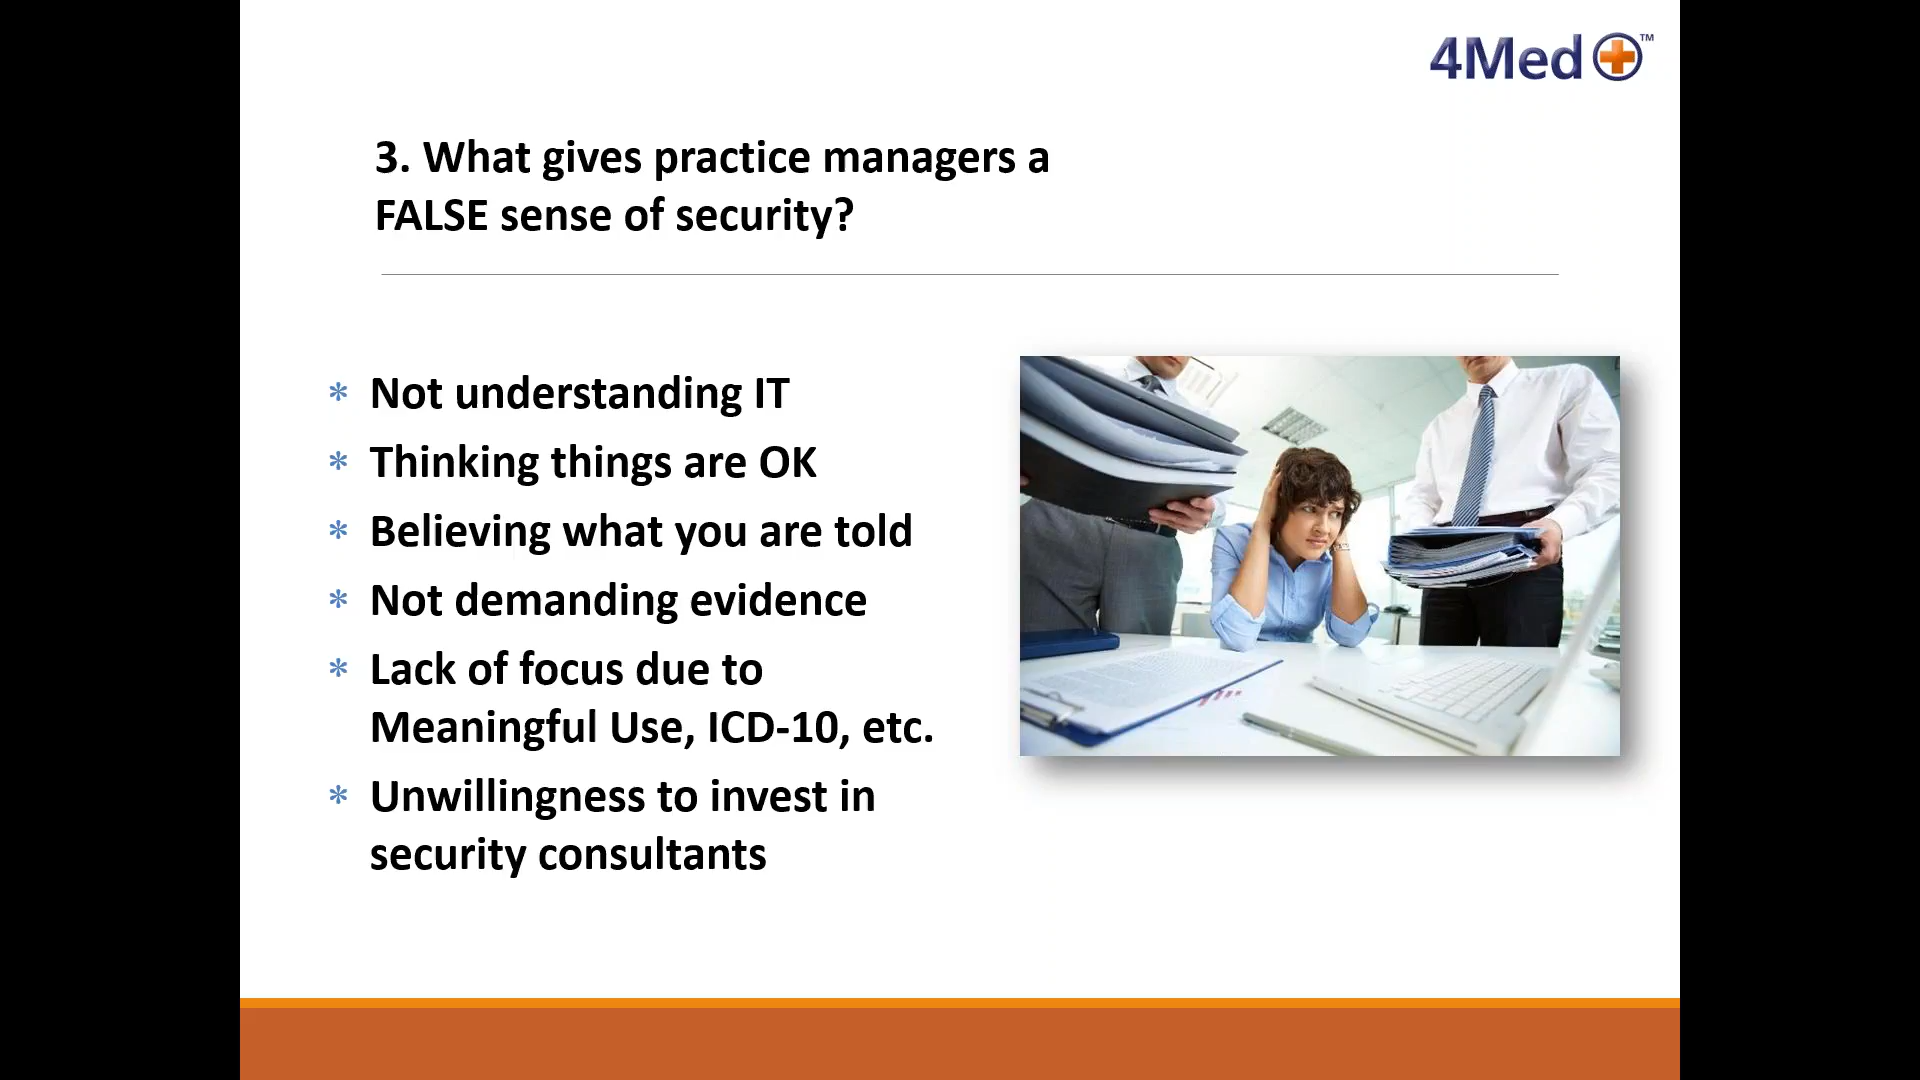 4Med ™
3. What gives practice managers a
FALSE sense of security?
* Not understanding IT
* Thinking things are OK
* Believing what you are told
* Not demanding evidence
* Lack of focus due to
Meaningful Use, ICD-10, etc.
* Unwillingness to invest in
security consultants